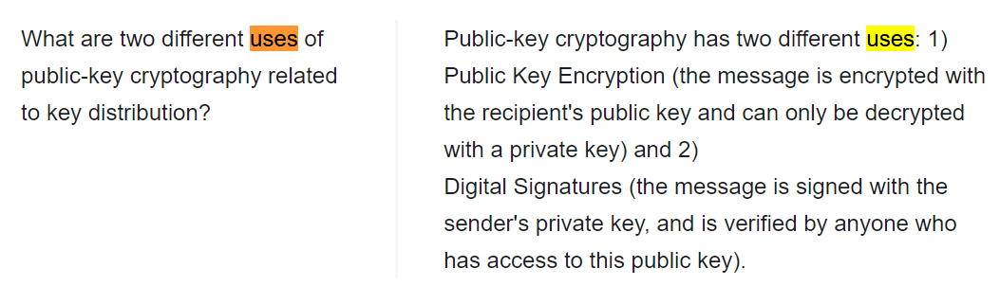 What are two different uses of
public-key cryptography related
to key distribution?
Public-key cryptography has two different uses: 1)
Public Key Encryption (the message is encrypted with
the recipient's public key and can only be decrypted
with a private key) and 2)
Digital Signatures (the message is signed with the
sender's private key, and is verified by anyone who
has access to this public key).